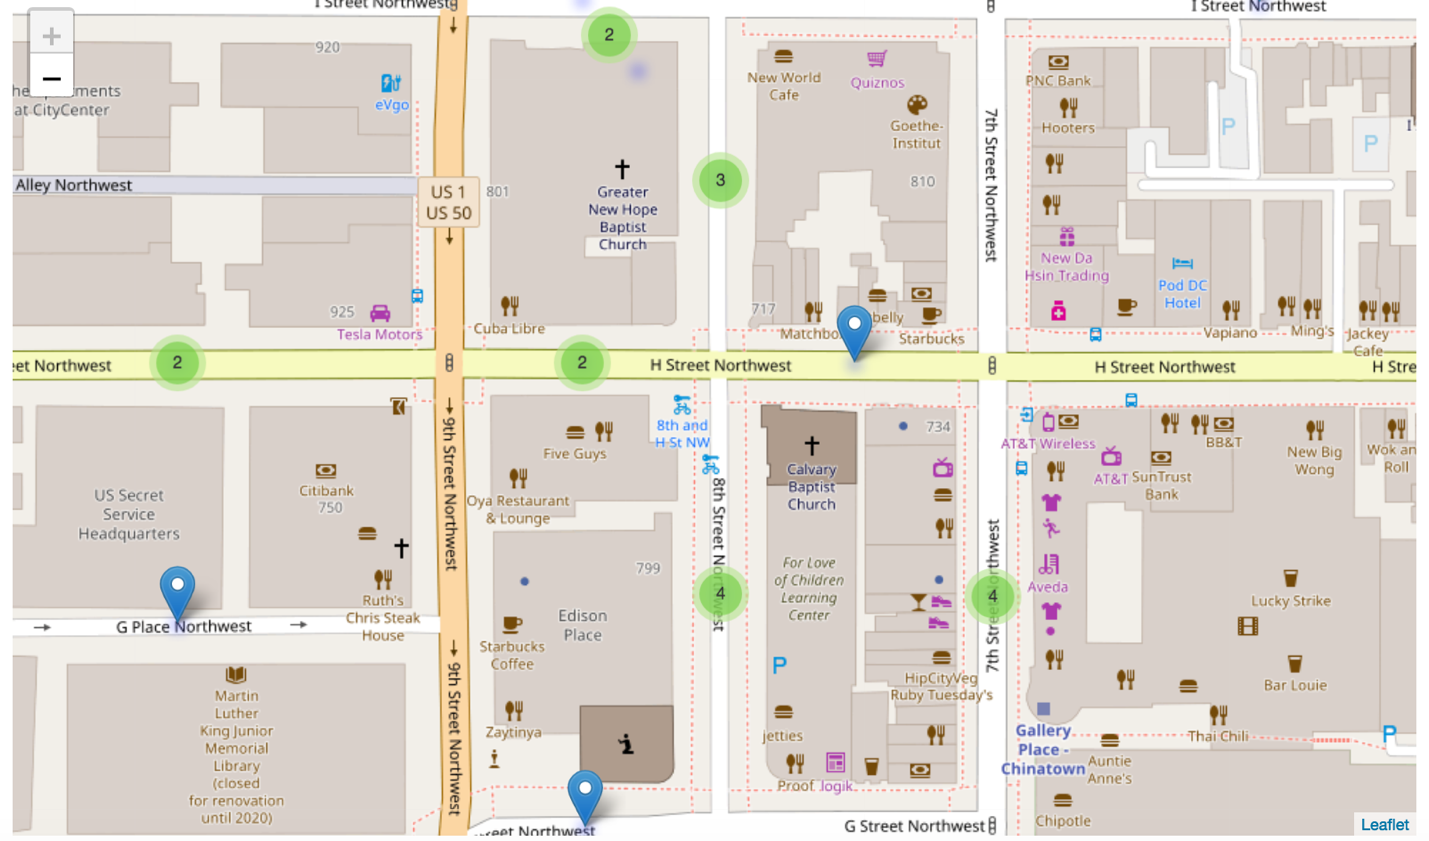 I Street Northwest
I Street Northwest
+
−
920
2
he
ments
at CityCenter
eVgo
New World
Cafe
Quiznos
Goethe-
Institut
PNC Bank
Hooters
P
P
I
7th Street Northwest
Alley Northwest
US 1
US 50
801
Greater
New Hope
Baptist
Church
3
810
New Da
Hsin Trading
Pod DC
Hotel
925
Tesla Motors
Cuba Libre
717
Matchbo
belly
Starbucks
Vapiano
Ming's
Jackey
Cafe
eet Northwest
2
2
H Street Northwest
H Street Northwest
H Stre
9th Street Northwest
8th and
H St NW
Five Guys
Citibank
750
Oya Restaurant
& Lounge
US Secret
Service
Headquarters
8th Street Northwest
Calvary
Baptist
Church
734
AT&T Wireless
AT&T
SunTrust
Bank
BB&T
New Big
Wong
Wok an
Roll
799
Edison
Place
For Love
of Children
Learning
Center
4
4
7th Street Northwest
Aveda
Lucky Strike
Ruth's
Chris Steak
House
G Place Northwest
Starbucks
Coffee
P
HipCityVeg
Ruby Tuesday's
Bar Louie
Martin
Luther
King Junior
Memorial
Library
(closed
for renovation
until 2020)
9th Street Northwest
Zaytinya
jetties
Proof
logik
Gallery
Place -
Chinatown
Thai Chili
P
Auntie
Anne's
Chipotle
reet Northwest
G Street Northwest
Leaflet